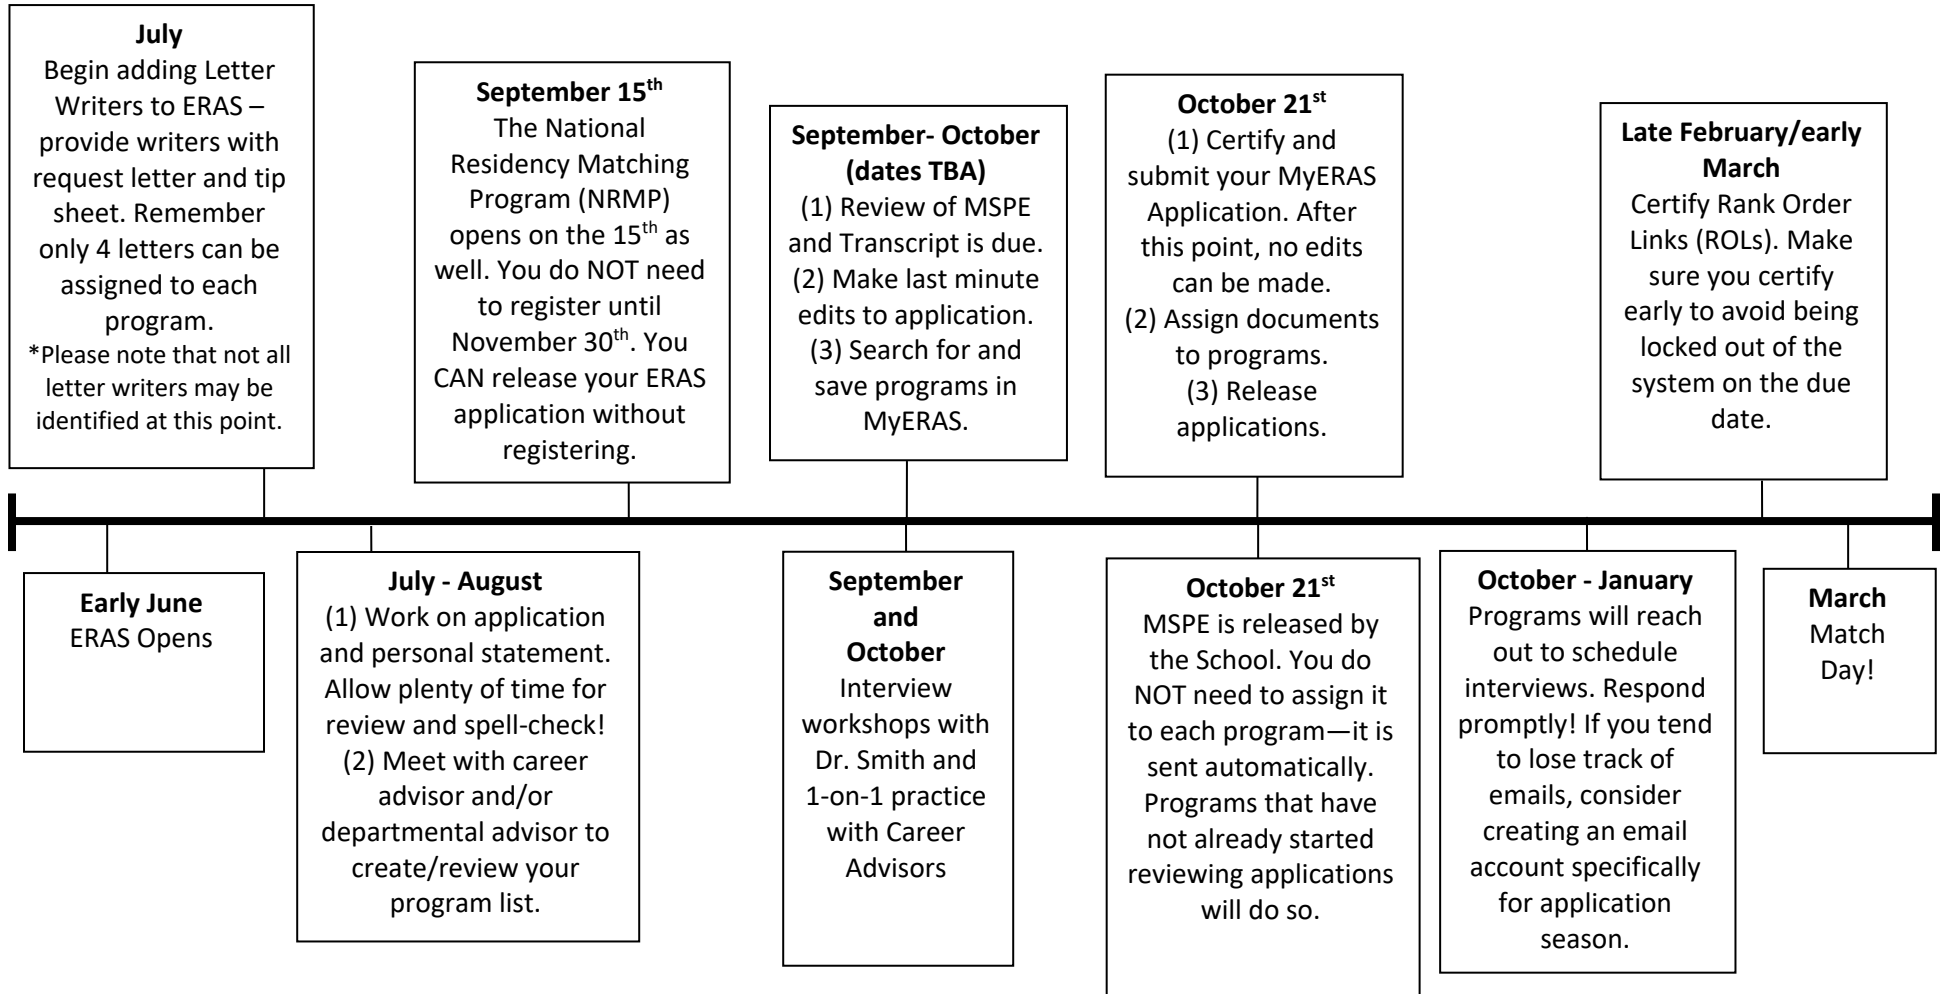 July
Begin adding Letter
Writers to ERAS –
provide writers with
request letter and tip
sheet. Remember
only 4 letters can be
assigned to each
program.
*Please note that not all
letter writers may be
identified at this point.
September 15th
The National
Residency Matching
Program (NRMP)
opens on the 15th as
well. You do NOT need
to register until
November 30th. You
CAN release your ERAS
application without
registering.
September- October
(dates TBA)
(1) Review of MSPE
and Transcript is due.
(2) Make last minute
edits to application.
(3) Search for and
save programs in
MyERAS.
October 21st
(1) Certify and
submit your MyERAS
Application. After
this point, no edits
can be made.
(2) Assign documents
to programs.
(3) Release
applications.
Late February/early
March
Certify Rank Order
Links (ROLs). Make
sure you certify
early to avoid being
locked out of the
system on the due
date.
Early June
ERAS Opens
July - August
(1) Work on application
and personal statement.
Allow plenty of time for
review and spell-check!
(2) Meet with career
advisor and/or
departmental advisor to
create/review your
program list.
September
and
October
Interview
workshops with
Dr. Smith and
1-on-1 practice
with Career
Advisors
October 21st
MSPE is released by
the School. You do
NOT need to assign it
to each program—it is
sent automatically.
Programs that have
not already started
reviewing applications
will do so.
October - January
Programs will reach
out to schedule
interviews. Respond
promptly! If you tend
to lose track of
emails, consider
creating an email
account specifically
for application
season.
March
Match
Day!